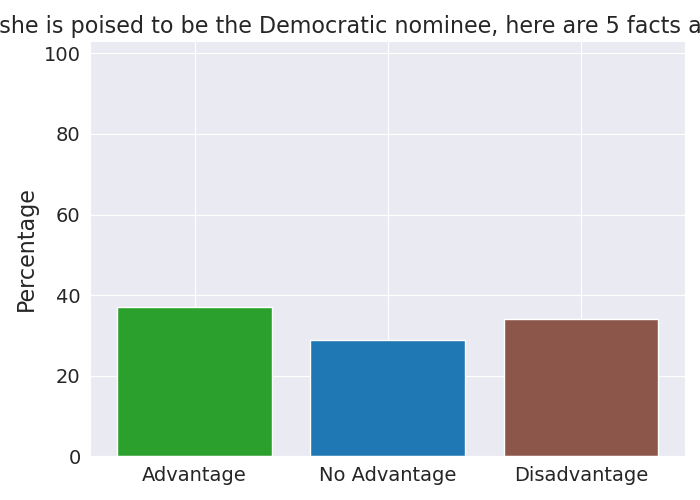 she is poised to be the Democratic nominee, here are 5 facts a
100
80
60
40
20
0
Percentage
Advantage No Advantage Disadvantage